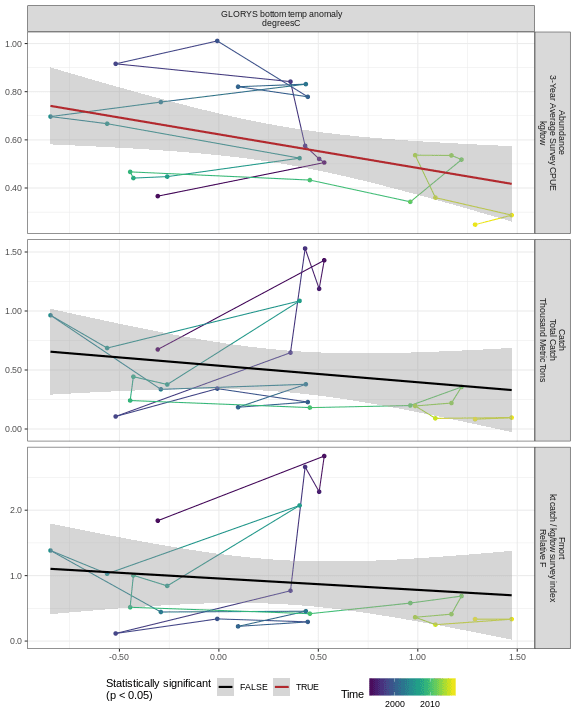 GLORYS bottom temp anomaly
degreesC
1.00
0.80
0.60
0.40
Abundance
3-Year Average Survey CPUE
kg/tow
1.50
1.00
0.50
0.00
Catch
Total Catch
Thousand Metric Tons
2.0
1.0
0.0
Fmort
kt catch / kg/tow survey index
Relative F
-0.50
0.00
0.50
1.00
1.50
Statistically significant
(p < 0.05)
FALSE
TRUE
Time
2000
2010